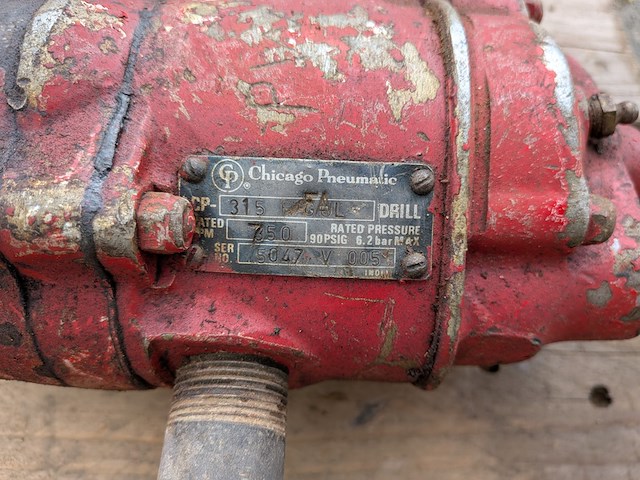 CP ® Chicago Pneumatic
CP- 315 L DRILL
RATED RPM 750 RATED PRESSURE 90PSIG 6.2 bar MAX
SER NO. 5047 V 005
INDIA